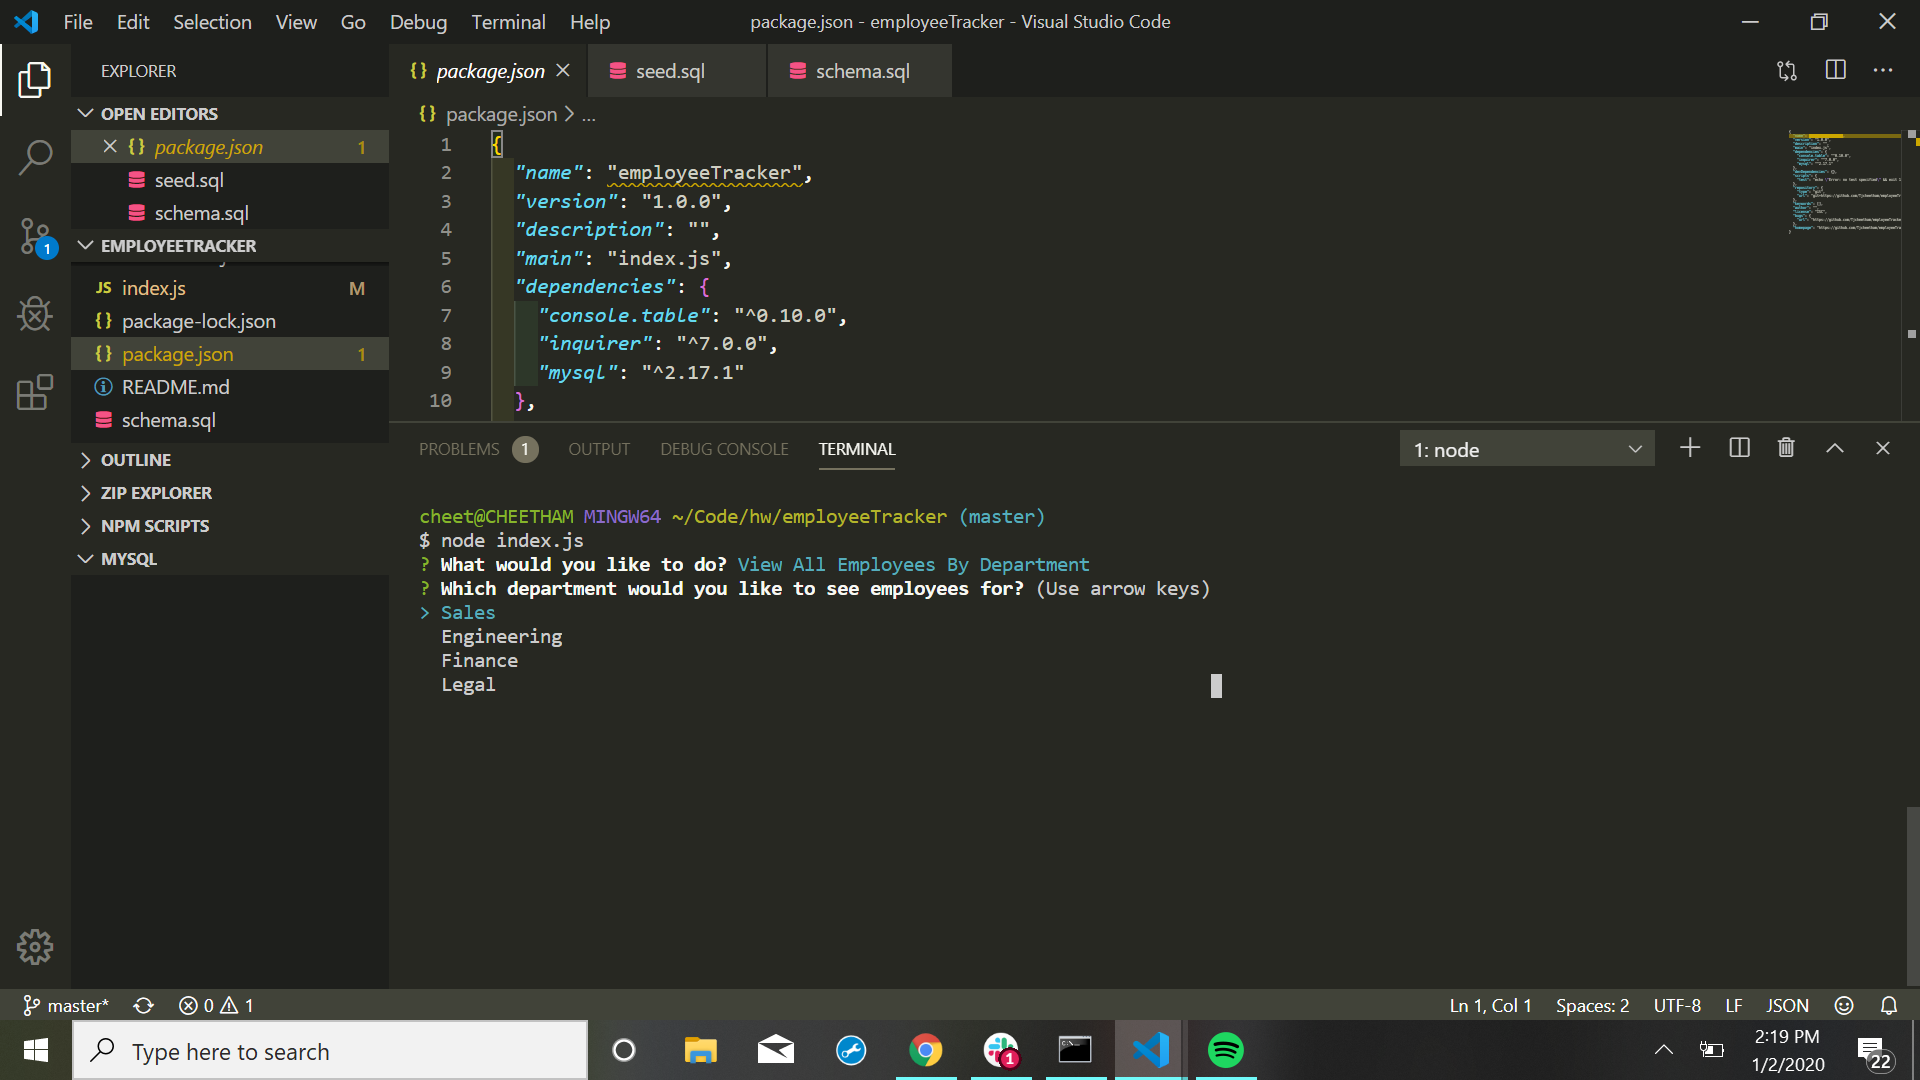 File Edit Selection View Go Debug Terminal Help
package.json - employeeTracker - Visual Studio Code
EXPLORER
OPEN EDITORS
package.json 1
seed.sql
schema.sql
EMPLOYEETRACKER
index.js M
package-lock.json
package.json 1
README.md
schema.sql
OUTLINE
ZIP EXPLORER
NPM SCRIPTS
MYSQL
1
package.json
seed.sql
schema.sql
package.json > ...
1 {
2 "name": "employeeTracker",
3 "version": "1.0.0",
4 "description": "",
5 "main": "index.js",
6 "dependencies": {
7 "console.table": "^0.10.0",
8 "inquirer": "^7.0.0",
9 "mysql": "^2.17.1"
10 },
PROBLEMS 1 OUTPUT DEBUG CONSOLE TERMINAL
1: node
cheet@CHEETHAM MINGW64 ~/Code/hw/employeeTracker (master)
$ node index.js
? What would you like to do? View All Employees By Department
? Which department would you like to see employees for? (Use arrow keys)
> Sales
Engineering
Finance
Legal
master* 0 1
Ln 1, Col 1 Spaces: 2 UTF-8 LF JSON
Type here to search
1
2:19 PM
1/2/2020
22